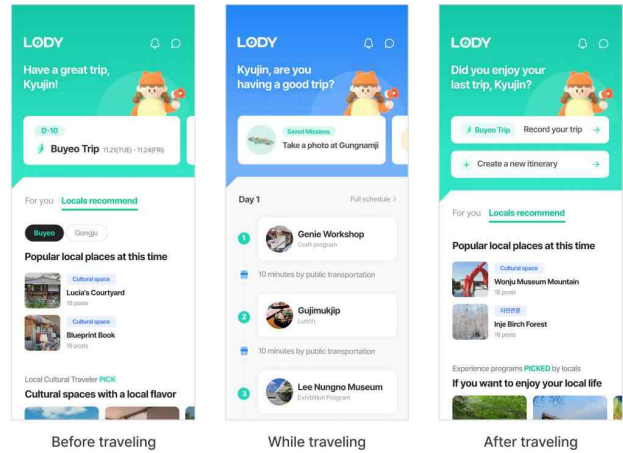 LODY
Have a great trip,
Kyujin!
D-10
Buyeo Trip 11.21(TUE) - 11.24(FRI)
For you Locals recommend
Buyeo Gongju
Popular local places at this time
Cultural space
Lucia's Courtyard
18 posts
Cultural space
Blueprint Book
18 posts
Local Cultural Traveler PICK
Cultural spaces with a local flavor
Before traveling
LODY
Kyujin, are you
having a good trip?
Saved Missions
Take a photo at Gungnamji
Day 1 Full schedule >
1
Genie Workshop
Craft program
10 minutes by public transportation
2
Gujimukjip
Lunch
10 minutes by public transportation
3
Lee Nungno Museum
Exhibition Program
While traveling
LODY
Did you enjoy your
last trip, Kyujin?
Buyeo Trip Record your trip →
+ Create a new itinerary →
For you Locals recommend
Popular local places at this time
Cultural space
Wonju Museum Mountain
18 posts
자연관광
Inje Birch Forest
18 posts
Experience programs PICKED by locals
If you want to enjoy your local life
After traveling